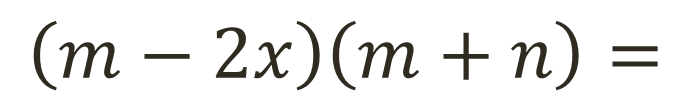 (m − 2x)(m + n) =